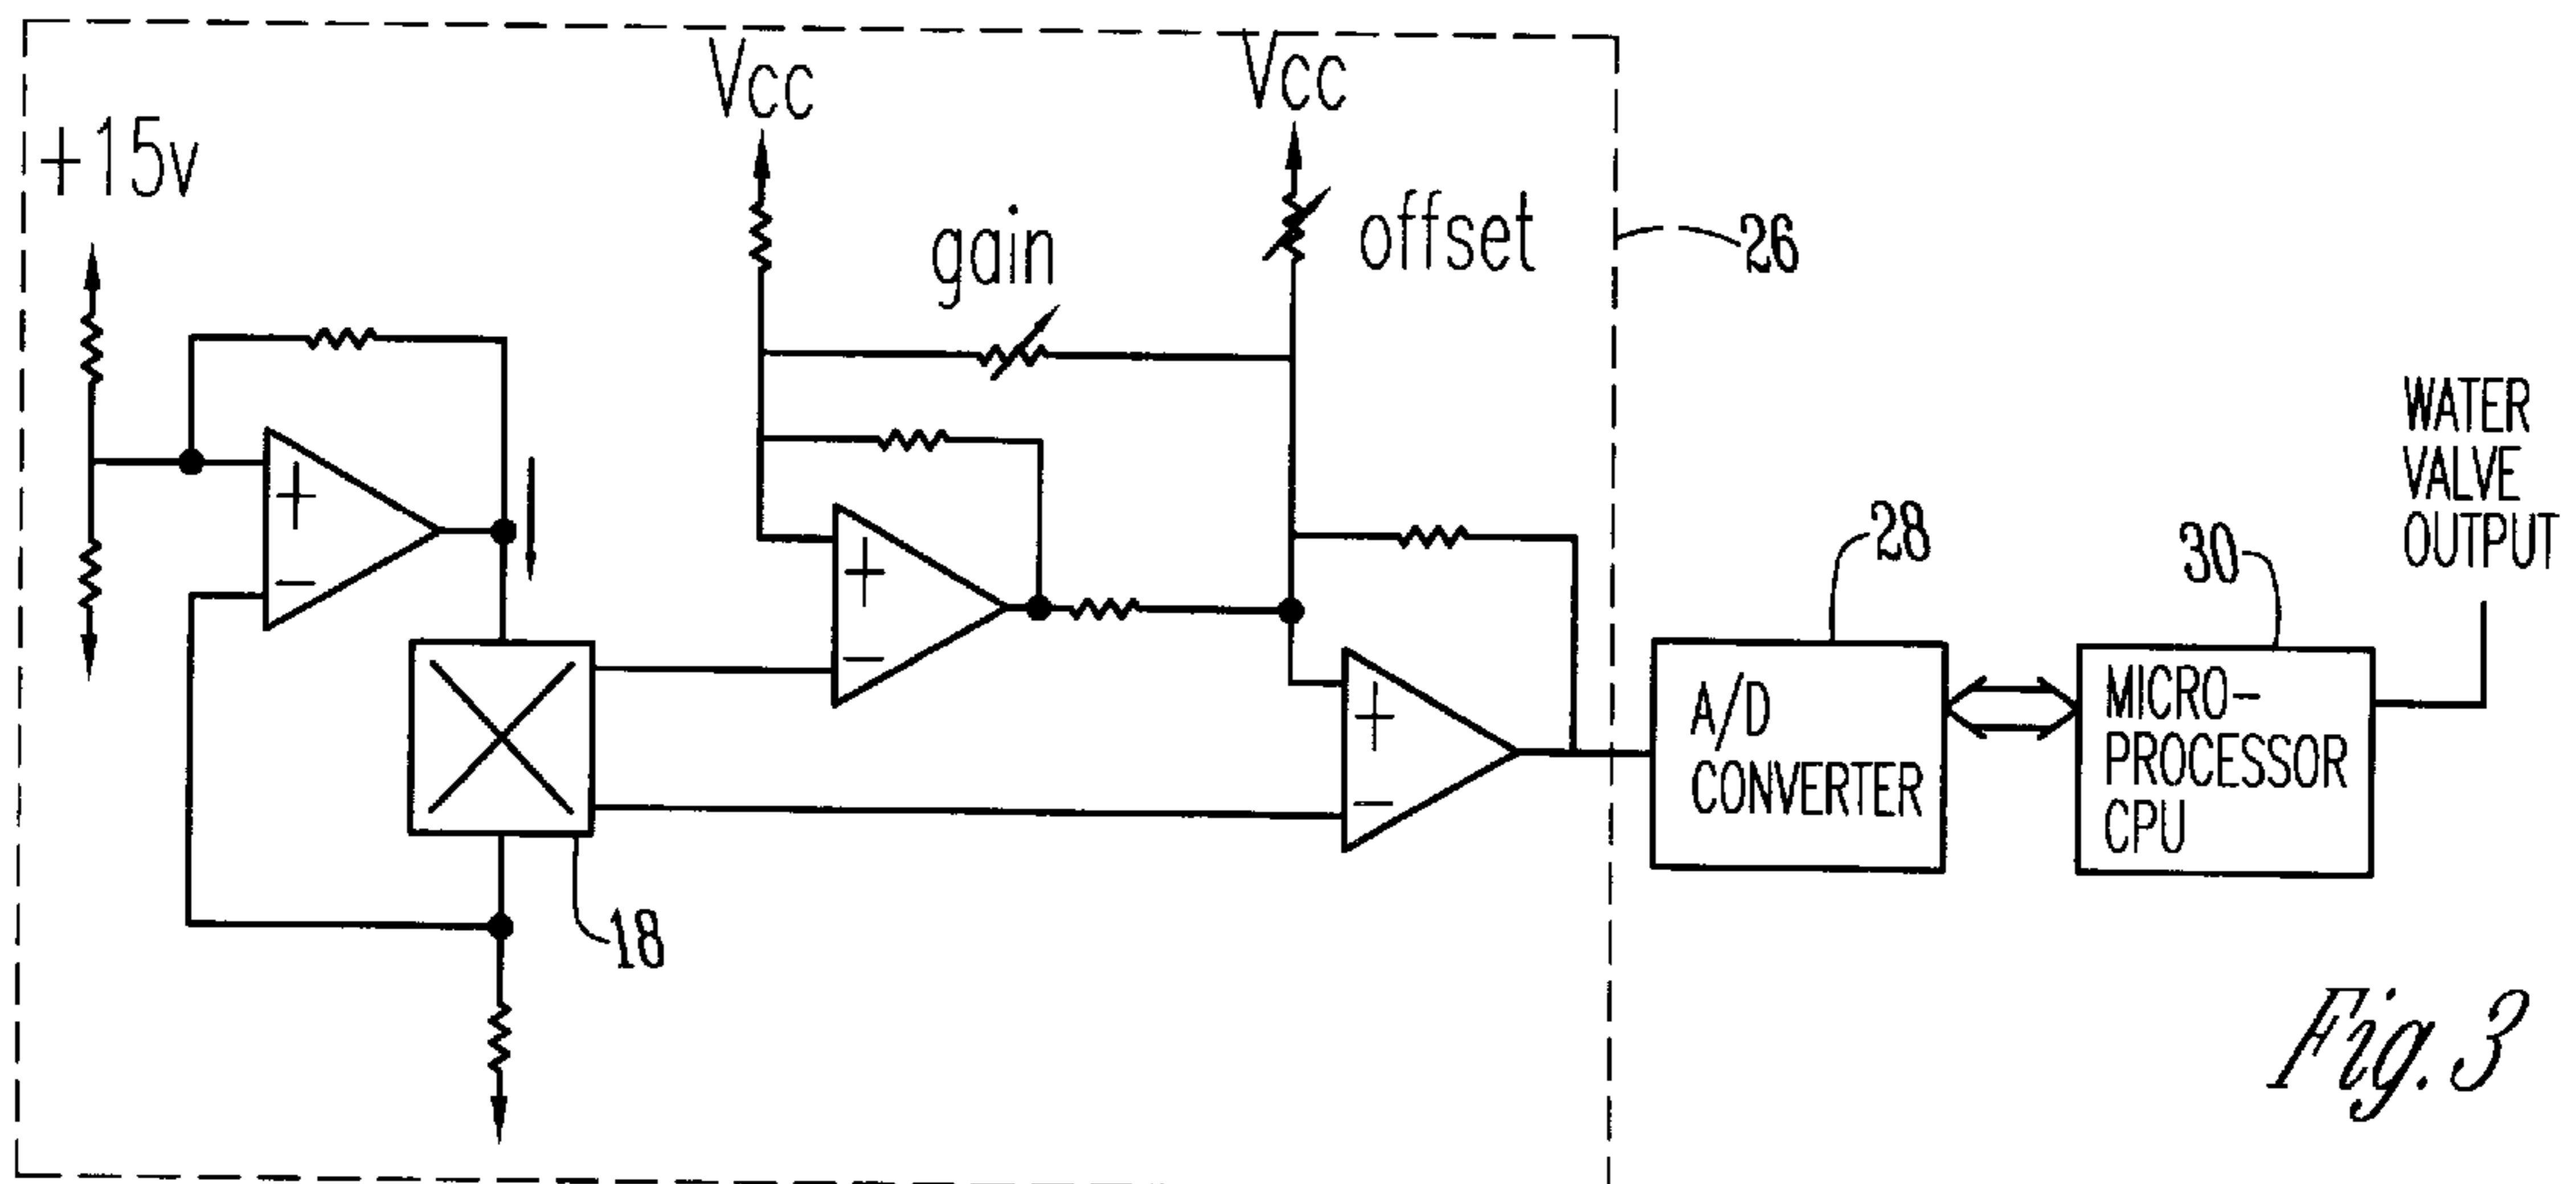 Vcc
Vcc
+15v
gain
offset
26
+
−
+
−
+
−
18
28
A/D
CONVERTER
30
MICRO-
PROCESSOR
CPU
WATER
VALVE
OUTPUT
Fig. 3